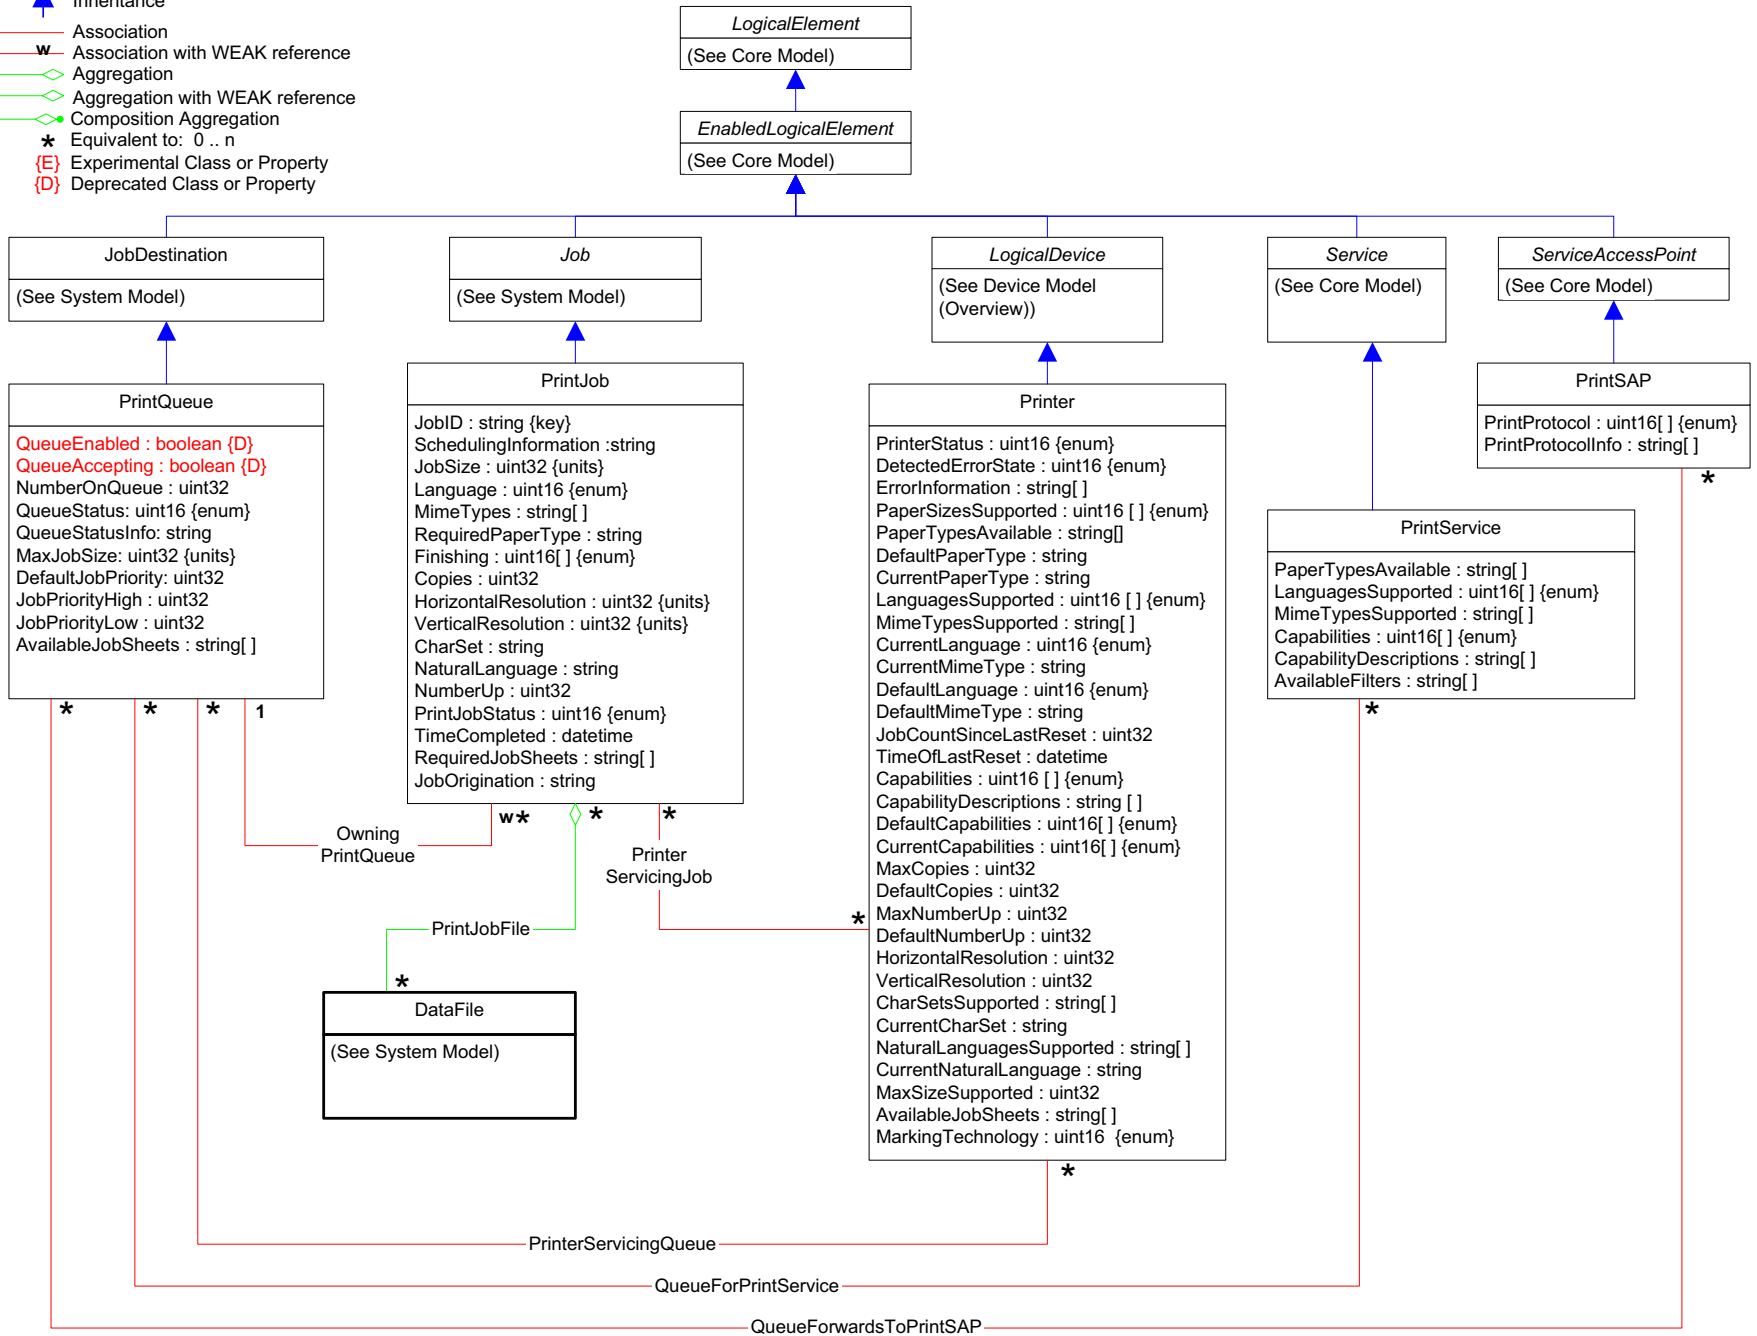 Inheritance
Association
w Association with WEAK reference
Aggregation
Aggregation with WEAK reference
Composition Aggregation
* Equivalent to: 0 .. n
{E} Experimental Class or Property
{D} Deprecated Class or Property
LogicalElement
(See Core Model)
EnabledLogicalElement
(See Core Model)
JobDestination
(See System Model)
Job
(See System Model)
LogicalDevice
(See Device Model
(Overview))
Service
(See Core Model)
ServiceAccessPoint
(See Core Model)
PrintQueue
QueueEnabled : boolean {D}
QueueAccepting : boolean {D}
NumberOnQueue : uint32
QueueStatus: uint16 {enum}
QueueStatusInfo: string
MaxJobSize: uint32 {units}
DefaultJobPriority: uint32
JobPriorityHigh : uint32
JobPriorityLow : uint32
AvailableJobSheets : string[ ]
* * * 1
PrintJob
JobID : string {key}
SchedulingInformation :string
JobSize : uint32 {units}
Language : uint16 {enum}
MimeTypes : string[ ]
RequiredPaperType : string
Finishing : uint16[ ] {enum}
Copies : uint32
HorizontalResolution : uint32 {units}
VerticalResolution : uint32 {units}
CharSet : string
NaturalLanguage : string
NumberUp : uint32
PrintJobStatus : uint16 {enum}
TimeCompleted : datetime
RequiredJobSheets : string[ ]
JobOrigination : string
w* * *
Printer
PrinterStatus : uint16 {enum}
DetectedErrorState : uint16 {enum}
ErrorInformation : string[ ]
PaperSizesSupported : uint16 [ ] {enum}
PaperTypesAvailable : string[]
DefaultPaperType : string
CurrentPaperType : string
LanguagesSupported : uint16 [ ] {enum}
MimeTypesSupported : string[ ]
CurrentLanguage : uint16 {enum}
CurrentMimeType : string
DefaultLanguage : uint16 {enum}
DefaultMimeType : string
JobCountSinceLastReset : uint32
TimeOfLastReset : datetime
Capabilities : uint16 [ ] {enum}
CapabilityDescriptions : string [ ]
DefaultCapabilities : uint16[ ] {enum}
CurrentCapabilities : uint16[ ] {enum}
MaxCopies : uint32
DefaultCopies : uint32
MaxNumberUp : uint32
DefaultNumberUp : uint32
HorizontalResolution : uint32
VerticalResolution : uint32
CharSetsSupported : string[ ]
CurrentCharSet : string
NaturalLanguagesSupported : string[ ]
CurrentNaturalLanguage : string
MaxSizeSupported : uint32
AvailableJobSheets : string[ ]
MarkingTechnology : uint16 {enum}
*
PrintSAP
PrintProtocol : uint16[ ] {enum}
PrintProtocolInfo : string[ ]
*
PrintService
PaperTypesAvailable : string[ ]
LanguagesSupported : uint16[ ] {enum}
MimeTypesSupported : string[ ]
Capabilities : uint16[ ] {enum}
CapabilityDescriptions : string[ ]
AvailableFilters : string[ ]
*
Owning
PrintQueue
Printer
ServicingJob
*
PrintJobFile
*
DataFile
(See System Model)
PrinterServicingQueue
QueueForPrintService
QueueForwardsToPrintSAP